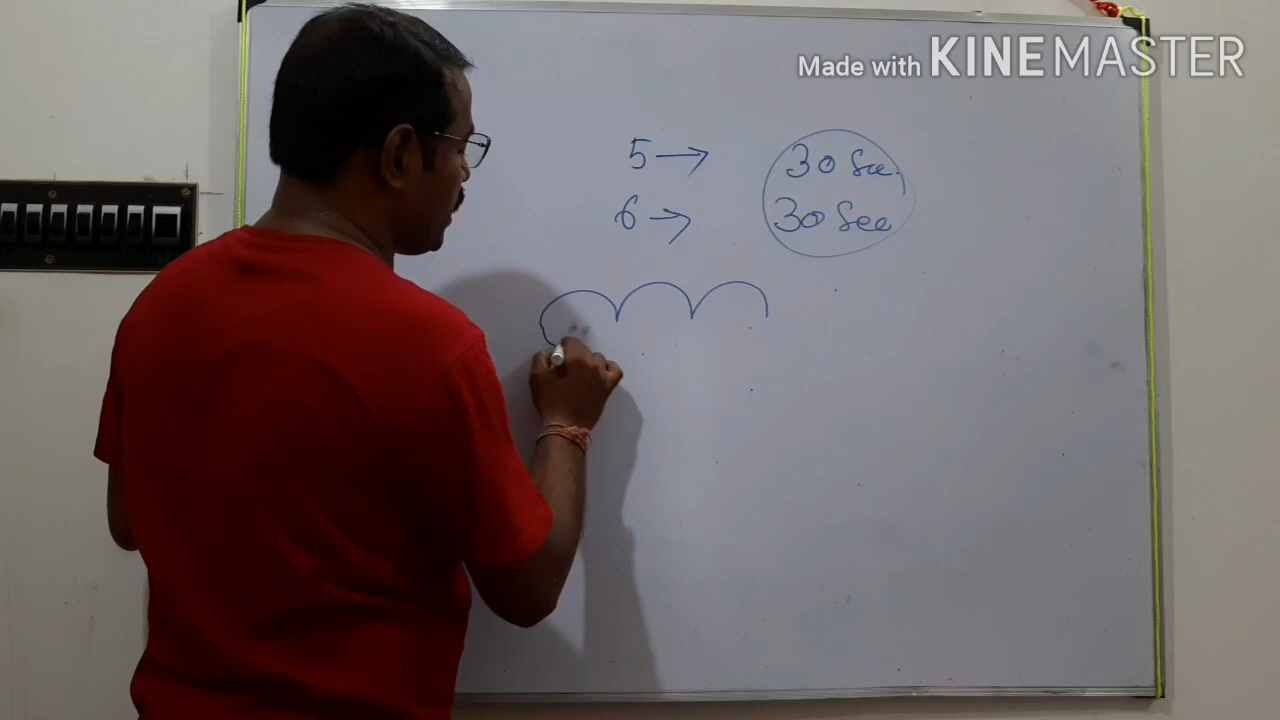 Made with KINEMASTER
5 → 30 Sec.
6 → 30 Sec